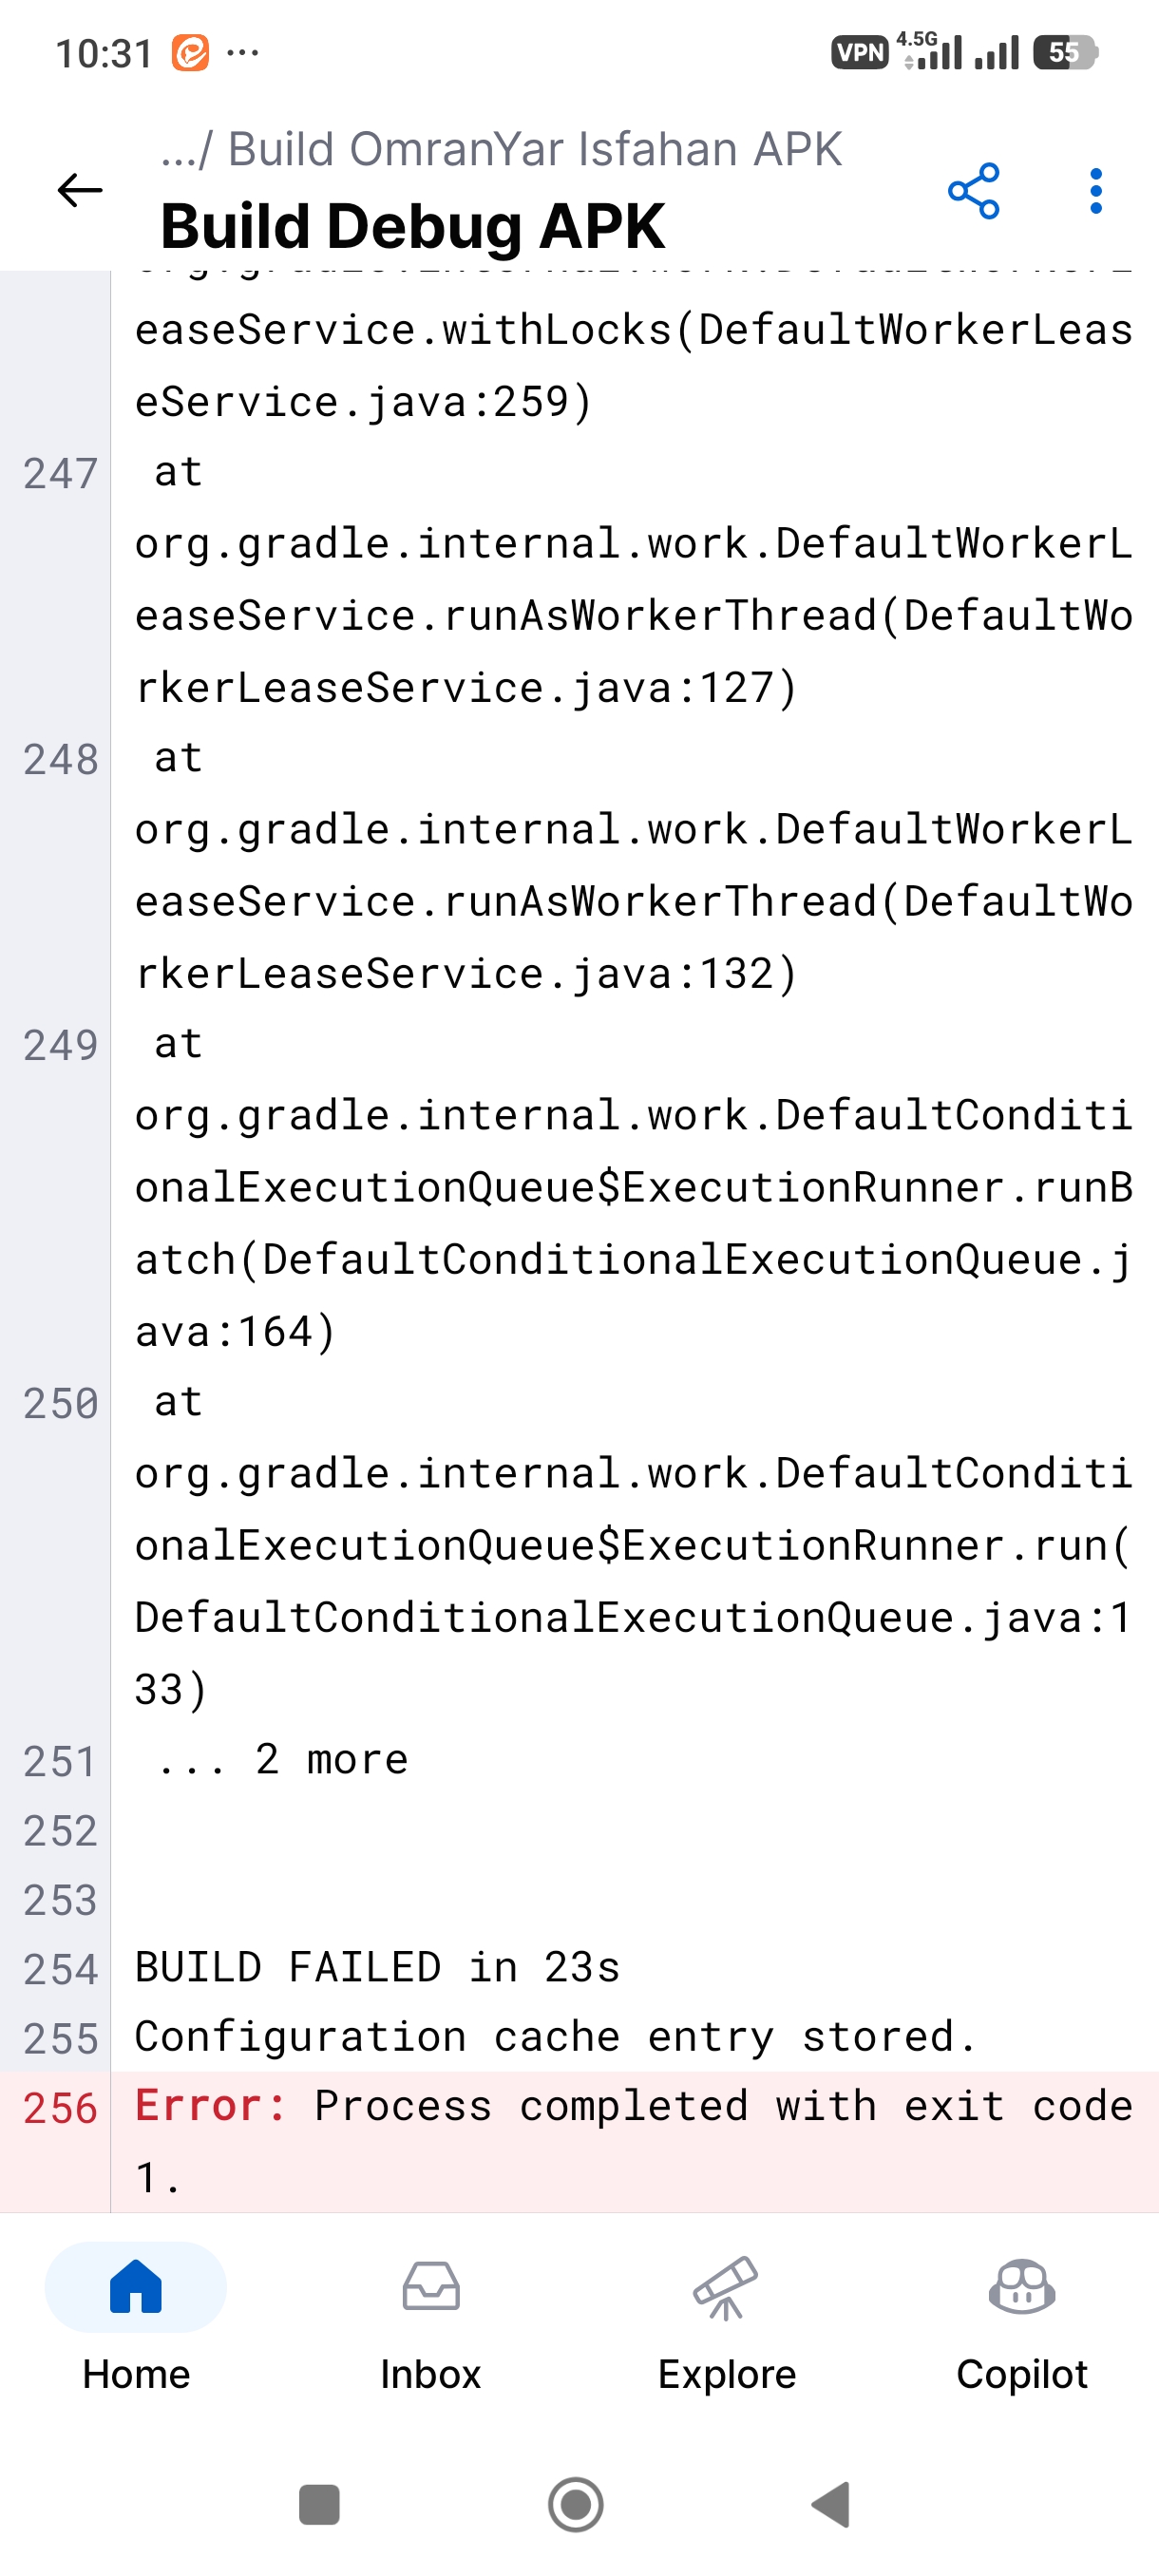 10:31 ...
VPN 4.5G 55
.../ Build OmranYar Isfahan APK
Build Debug APK
easeService.withLocks(DefaultWorkerLeas
eService.java:259)
247 at
org.gradle.internal.work.DefaultWorkerL
easeService.runAsWorkerThread(DefaultWo
rkerLeaseService.java:127)
248 at
org.gradle.internal.work.DefaultWorkerL
easeService.runAsWorkerThread(DefaultWo
rkerLeaseService.java:132)
249 at
org.gradle.internal.work.DefaultConditi
onalExecutionQueue$ExecutionRunner.runB
atch(DefaultConditionalExecutionQueue.j
ava:164)
250 at
org.gradle.internal.work.DefaultConditi
onalExecutionQueue$ExecutionRunner.run(
DefaultConditionalExecutionQueue.java:1
33)
251 ... 2 more
252
253
254 BUILD FAILED in 23s
255 Configuration cache entry stored.
256 Error: Process completed with exit code
1.
Home Inbox Explore Copilot